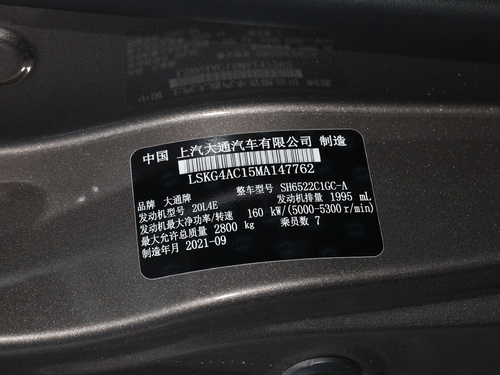 中国 上汽大通汽车有限公司 制造
LSKG4AC15MA147762
品牌 大通牌 整车型号 SH6522C1GC-A
发动机型号 20L4E 发动机排量 1995 mL
发动机最大净功率/转速 160 kW/(5000-5300r/min)
最大允许总质量 2800 kg 乘员数 7
制造年月 2021-09